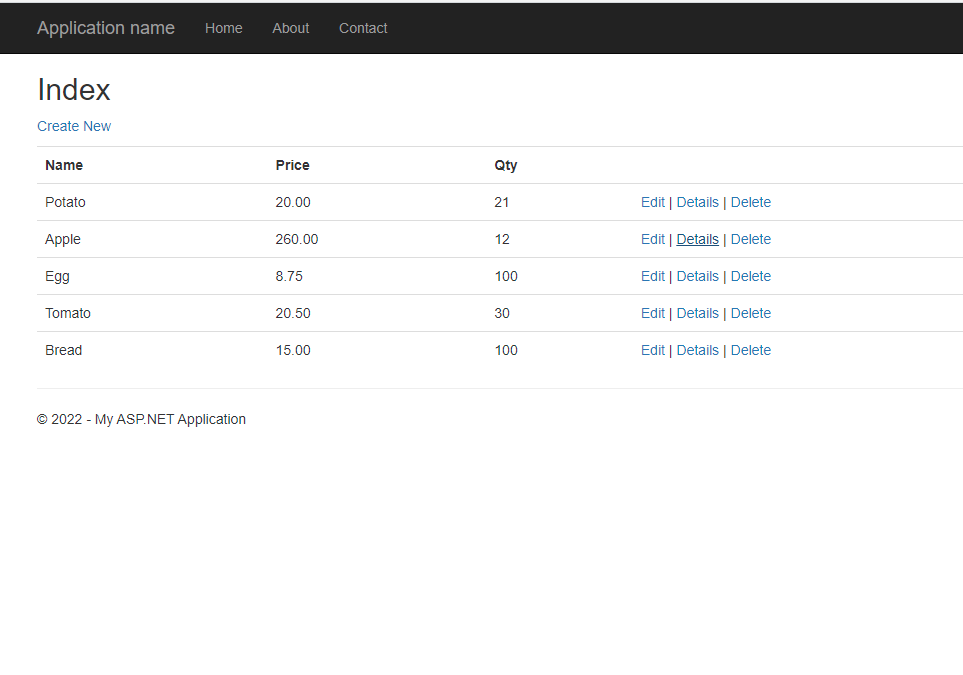 Application name Home About Contact
Index
Create New
Name Price Qty
Potato 20.00 21 Edit | Details | Delete
Apple 260.00 12 Edit | Details | Delete
Egg 8.75 100 Edit | Details | Delete
Tomato 20.50 30 Edit | Details | Delete
Bread 15.00 100 Edit | Details | Delete
© 2022 - My ASP.NET Application